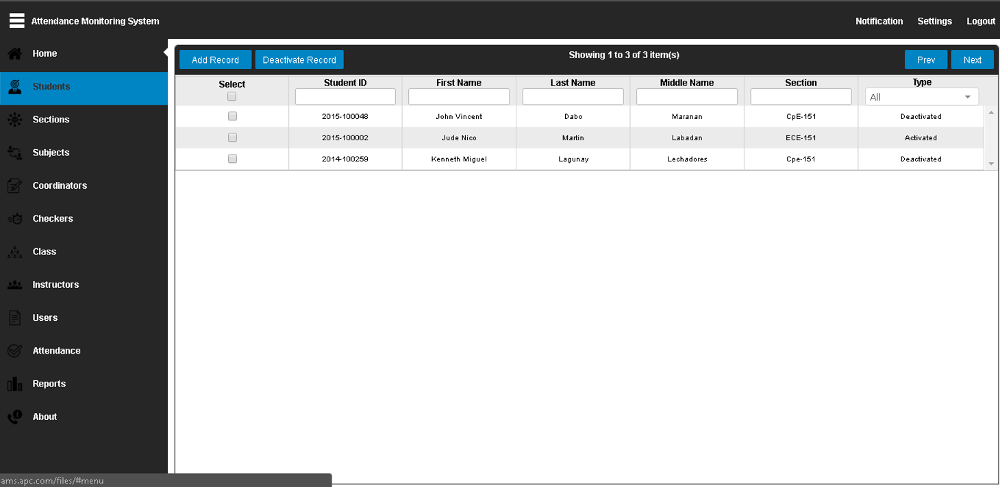 Attendance Monitoring System Notification Settings Logout
Home
Students
Sections
Subjects
Coordinators
Checkers
Class
Instructors
Users
Attendance
Reports
About
Add Record Deactivate Record Showing 1 to 3 of 3 item(s) Prev Next
Select Student ID First Name Last Name Middle Name Section Type
All
2015-100048 John Vincent Dabo Maranan CpE-151 Deactivated
2015-100002 Jude Nico Martin Labadan ECE-151 Activated
2014-100259 Kenneth Miguel Lagunay Lechadores Cpe-151 Deactivated
ams.apc.com/files/#menu